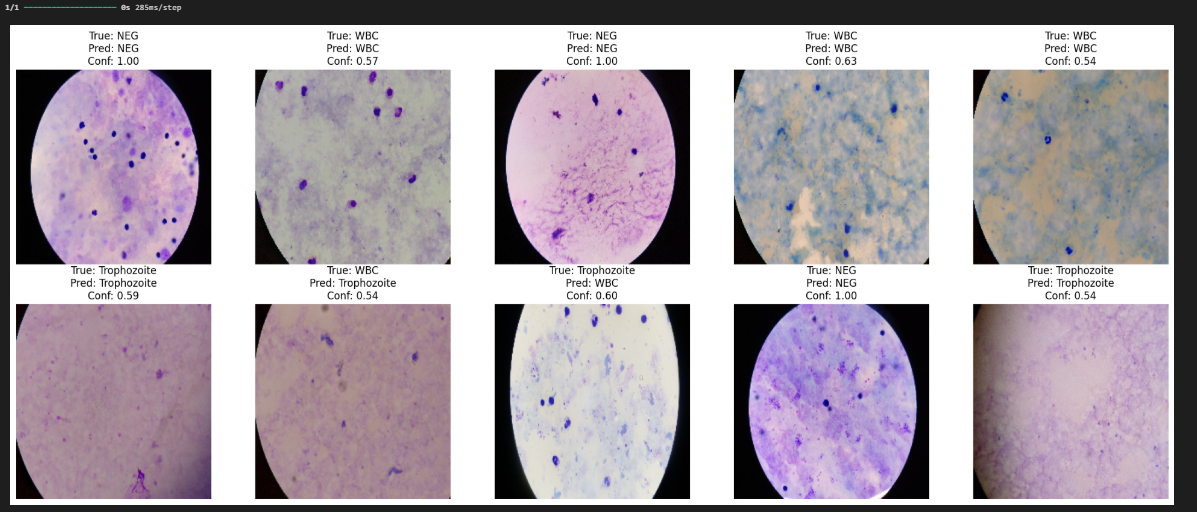 1/1 ━━━━━━━━━━━━━━━━━━━━ 0s 285ms/step
True: NEG
Pred: NEG
Conf: 1.00
True: WBC
Pred: WBC
Conf: 0.57
True: NEG
Pred: NEG
Conf: 1.00
True: WBC
Pred: WBC
Conf: 0.63
True: WBC
Pred: WBC
Conf: 0.54
True: Trophozoite
Pred: Trophozoite
Conf: 0.59
True: WBC
Pred: Trophozoite
Conf: 0.54
True: Trophozoite
Pred: WBC
Conf: 0.60
True: NEG
Pred: NEG
Conf: 1.00
True: Trophozoite
Pred: Trophozoite
Conf: 0.54